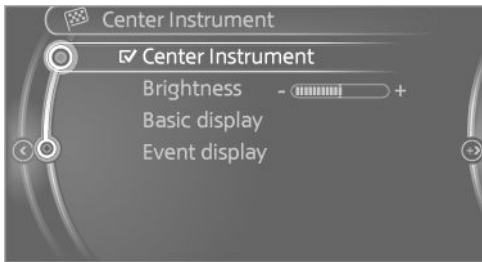 Center Instrument
Center Instrument
Brightness - +
Basic display
Event display